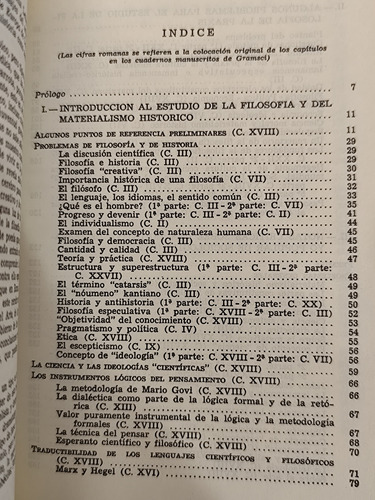 INDICE
(Las cifras romanas se refieren a la colocación original de los capítulos
en los cuadernos manuscritos de Gramsci)
Prólogo 7
I. — INTRODUCCION AL ESTUDIO DE LA FILOSOFIA Y DEL
MATERIALISMO HISTORICO 11
ALGUNOS PUNTOS DE REFERENCIA PRELIMINARES (C. XVIII) 11
PROBLEMAS DE FILOSOFÍA Y DE HISTORIA 29
La discusión científica (C. III) 29
Filosofía e historia (C. III) 29
Filosofía "creativa" (C. III) 30
Importancia histórica de una filosofía (C. VII) 31
El filósofo (C. III) 32
El lenguaje, los idiomas, el sentido común (C. III) 33
¿Qué es el hombre? (1ª parte: C. III - 2ª parte: C. VII) 35
Progreso y devenir (1ª parte: C. III - 2ª parte: C. II) 41
El individualismo (C. II) 44
Examen del concepto de naturaleza humana (C. VII) 45
Filosofía y democracia (C. III) 45
Cantidad y calidad (C. III) 46
Teoría y práctica (C. XVIII) 47
Estructura y superestructura (1ª parte: C. III - 2ª parte:
C. XXVII) 48
El término "catarsis" (C. III) 49
El "nóumeno" kantiano (C. III) 49
Historia y antihistoria (1ª parte: C. III - 2ª parte: C. XX) 50
Filosofía especulativa (1ª parte: C. XVIII - 2ª parte: C. III) 52
"Objetividad" del conocimiento (C. XVIII) 53
Pragmatismo y política (C. IV) 54
Etica (C. XVIII) 55
El escepticismo (C. IX) 56
Concepto de "ideología" (1ª parte: C. XVIII - 2ª parte: C. VII) 56
LA CIENCIA Y LAS IDEOLOGÍAS "CIENTÍFICAS" (C. XVIII) 59
LOS INSTRUMENTOS LÓGICOS DEL PENSAMIENTO (C. XVIII) 66
La metodología de Mario Govi (C. XVIII) 66
La dialéctica como parte de la lógica formal y de la retó-
rica (C. XIII) 66
Valor puramente instrumental de la lógica y la metodología
formales (C. XVIII) 67
La técnica del pensar (C. XVIII) 68
Esperanto científico y filosófico (C. XVIII) 70
TRADUCTIBILIDAD DE LOS LENGUAJES CIENTÍFICOS Y FILOSÓFICOS
(C. XVIII) 71
Marx y Hegel (C. XVI) 79